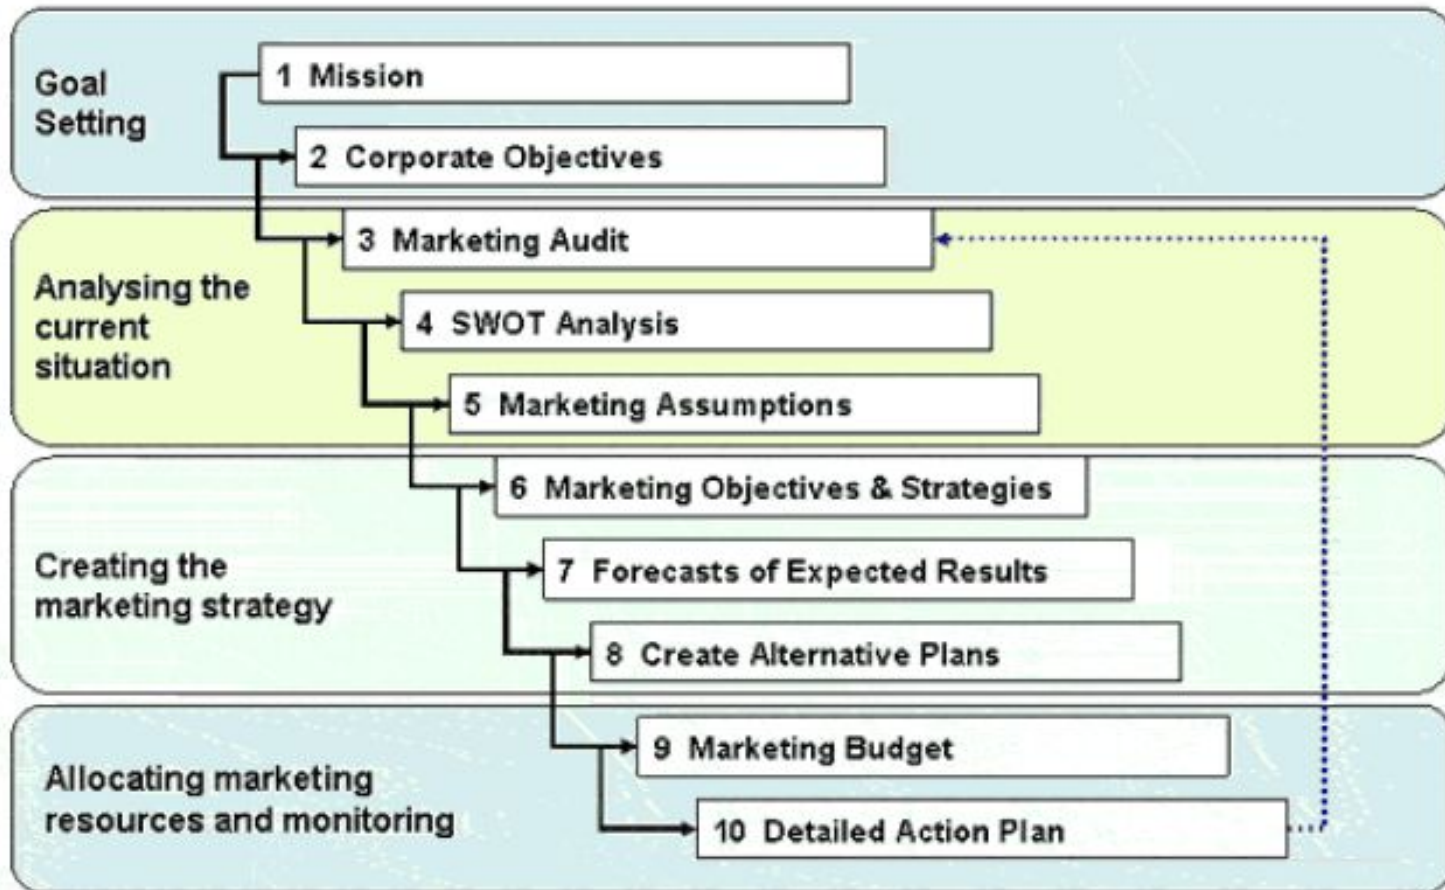 Goal
Setting
1 Mission
2 Corporate Objectives
3 Marketing Audit
Analysing the
current
situation
4 SWOT Analysis
5 Marketing Assumptions
6 Marketing Objectives & Strategies
Creating the
marketing strategy
7 Forecasts of Expected Results
8 Create Alternative Plans
9 Marketing Budget
Allocating marketing
resources and monitoring
10 Detailed Action Plan